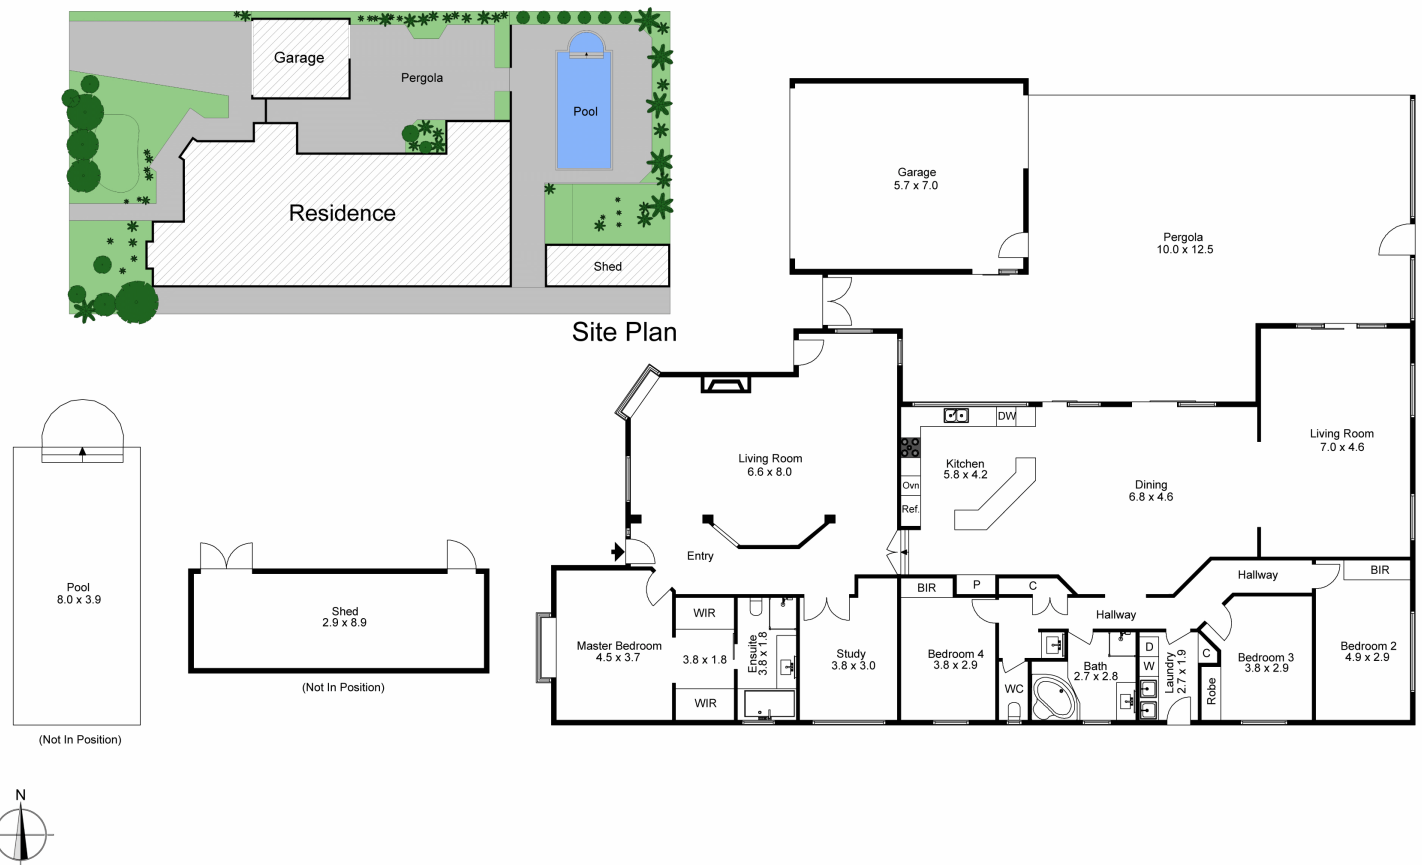 Garage
Pergola
Pool
Residence
Shed
Site Plan
Garage
5.7 x 7.0
Pergola
10.0 x 12.5
Living Room
6.6 x 8.0
Kitchen
5.8 x 4.2
DW
Ovn
Ref.
Dining
6.8 x 4.6
Living Room
7.0 x 4.6
Entry
Pool
8.0 x 3.9
(Not In Position)
Shed
2.9 x 8.9
(Not In Position)
Master Bedroom
4.5 x 3.7
WIR
3.8 x 1.8
WIR
Ensuite
3.8 x 1.8
Study
3.8 x 3.0
BIR
P
C
Bedroom 4
3.8 x 2.9
Hallway
Hallway
WC
Bath
2.7 x 2.8
D
W
Laundry
2.7 x 1.9
C
Robe
Bedroom 3
3.8 x 2.9
BIR
Bedroom 2
4.9 x 2.9
N